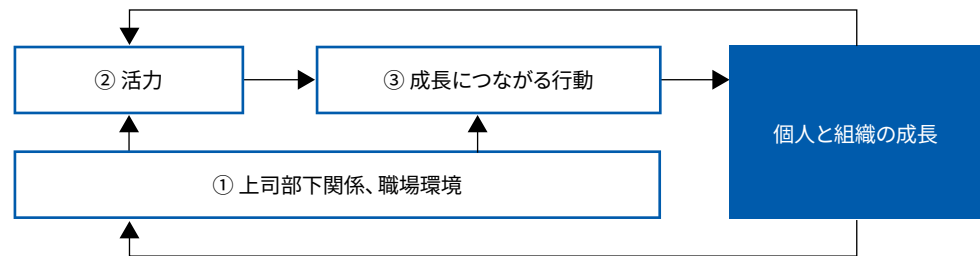 ② 活力
③ 成長につながる行動
個人と組織の成長
① 上司部下関係、職場環境